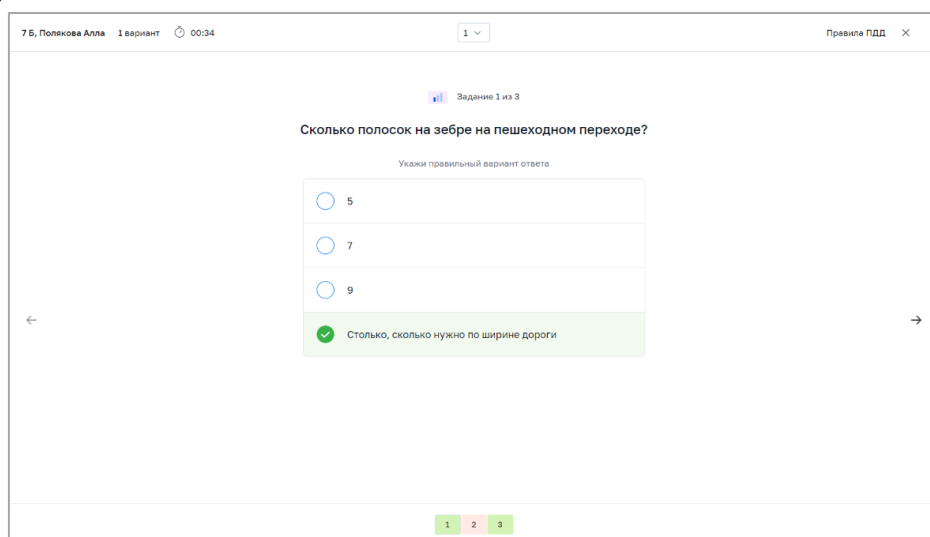 7 Б, Полякова Алла 1 вариант 00:34 1 Правила ПДД
Задание 1 из 3
Сколько полосок на зебре на пешеходном переходе?
Укажи правильный вариант ответа
5
7
9
Столько, сколько нужно по ширине дороги
1 2 3